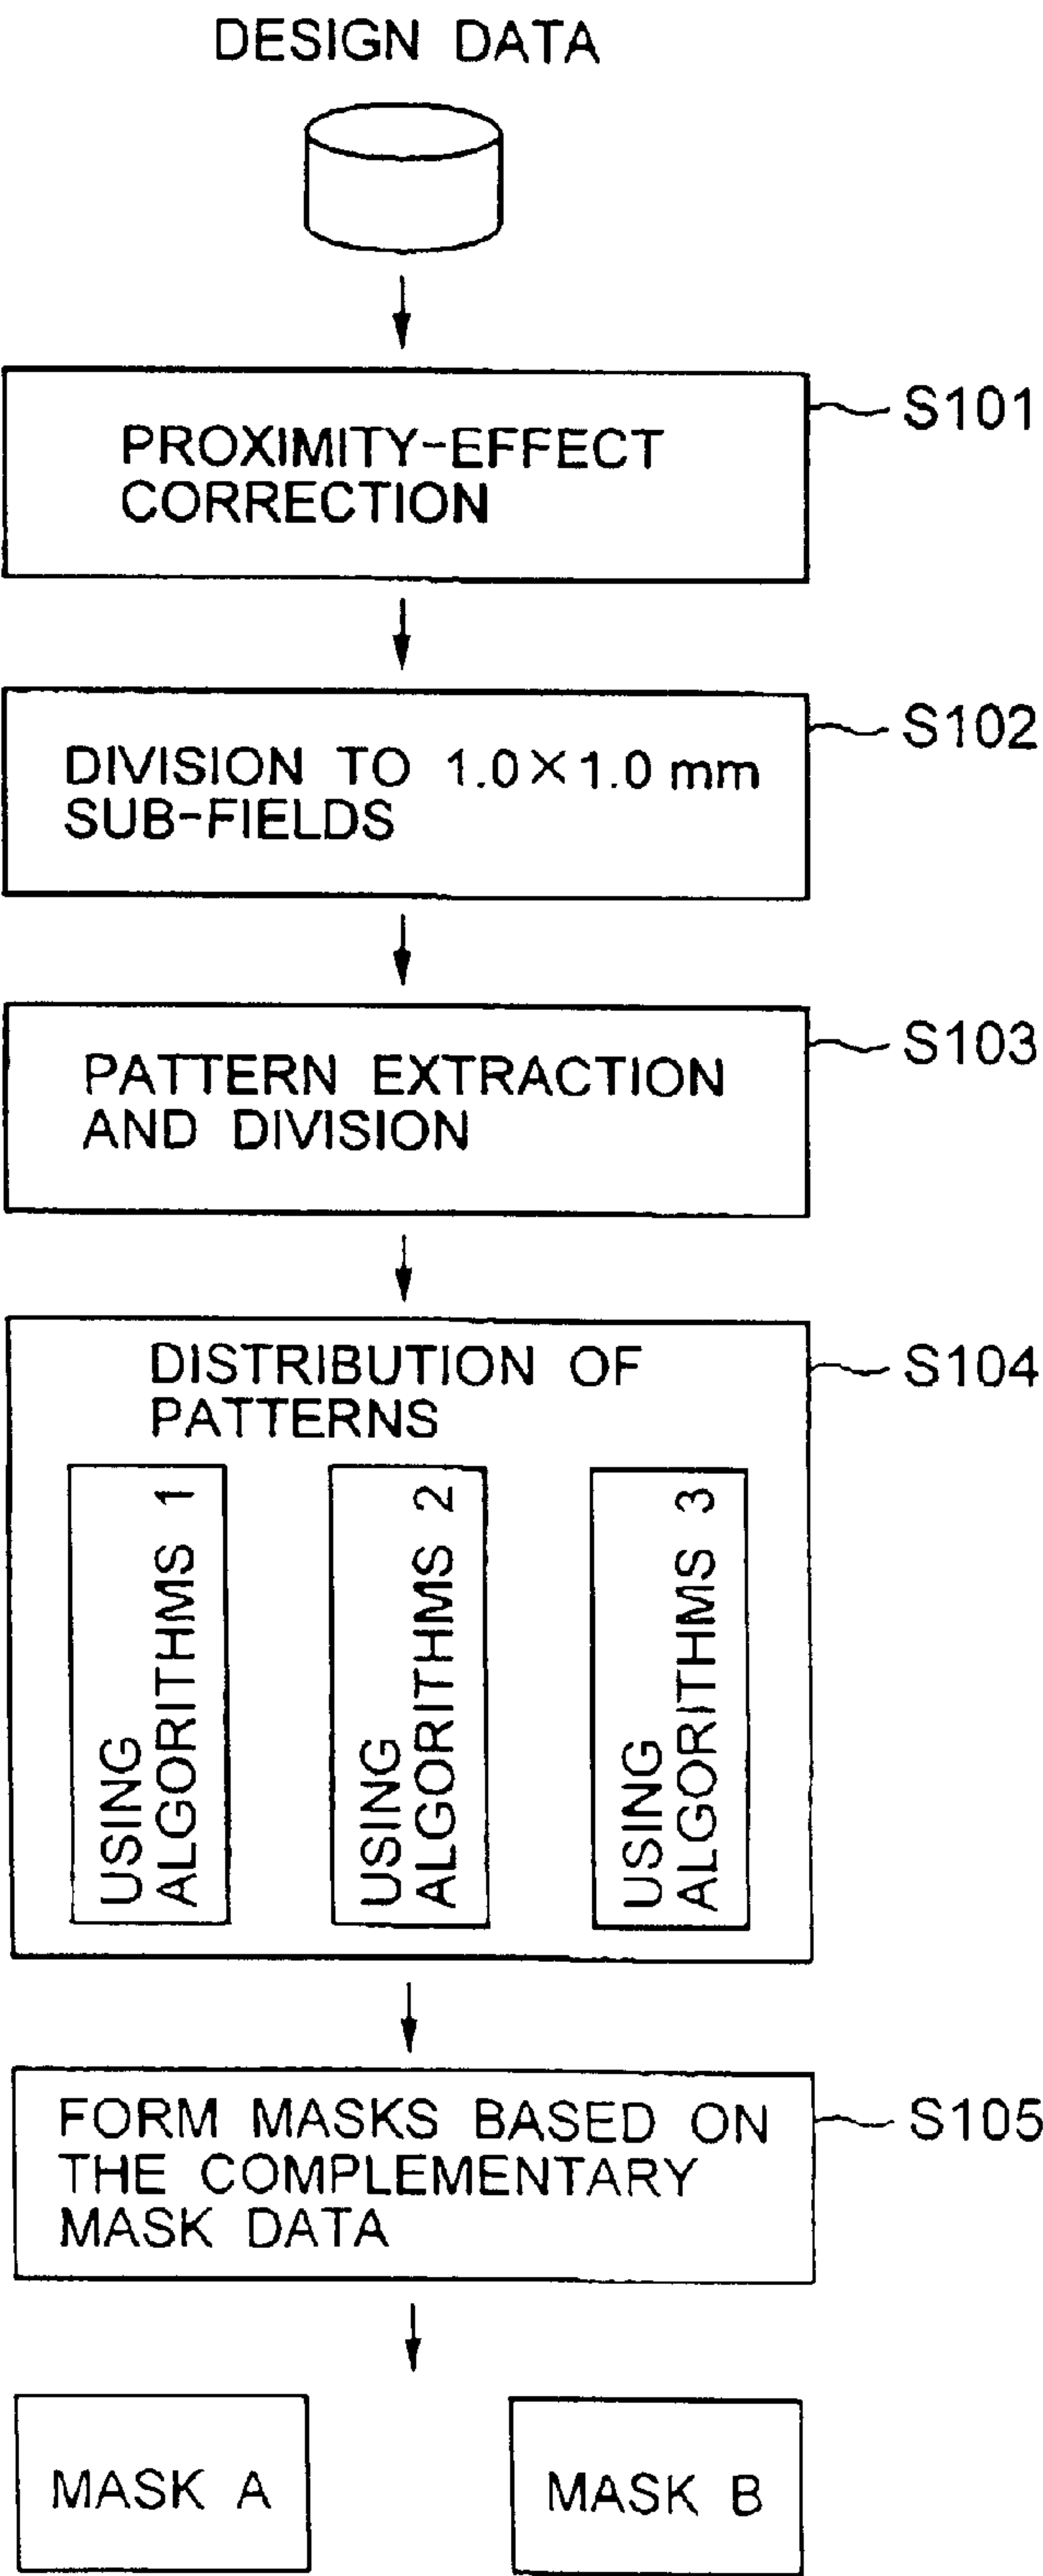 DESIGN DATA
PROXIMITY-EFFECT
CORRECTION
S101
DIVISION TO 1.0×1.0 mm
SUB-FIELDS
S102
PATTERN EXTRACTION
AND DIVISION
S103
DISTRIBUTION OF
PATTERNS
S104
USING
ALGORITHMS 1
USING
ALGORITHMS 2
USING
ALGORITHMS 3
FORM MASKS BASED ON
THE COMPLEMENTARY
MASK DATA
S105
MASK A
MASK B